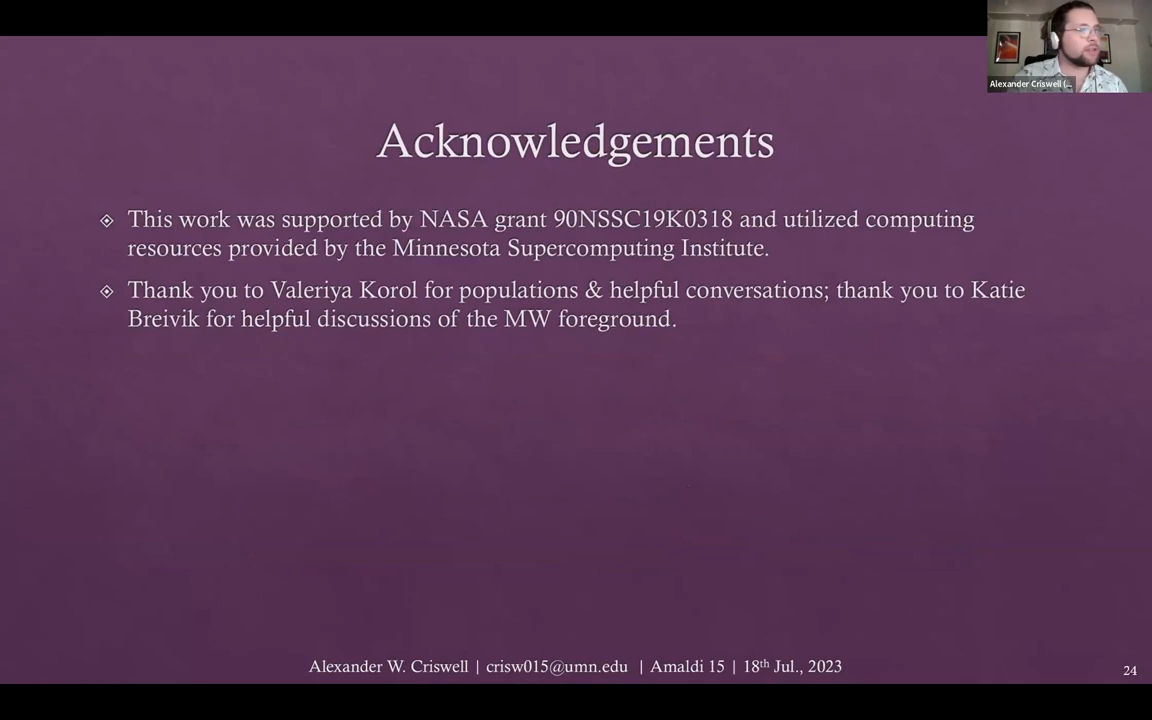 Alexander Criswell (...
Acknowledgements
This work was supported by NASA grant 90NSSC19K0318 and utilized computing
resources provided by the Minnesota Supercomputing Institute.
Thank you to Valeriya Korol for populations & helpful conversations; thank you to Katie
Breivik for helpful discussions of the MW foreground.
Alexander W. Criswell | crisw015@umn.edu | Amaldi 15 | 18th Jul., 2023
24